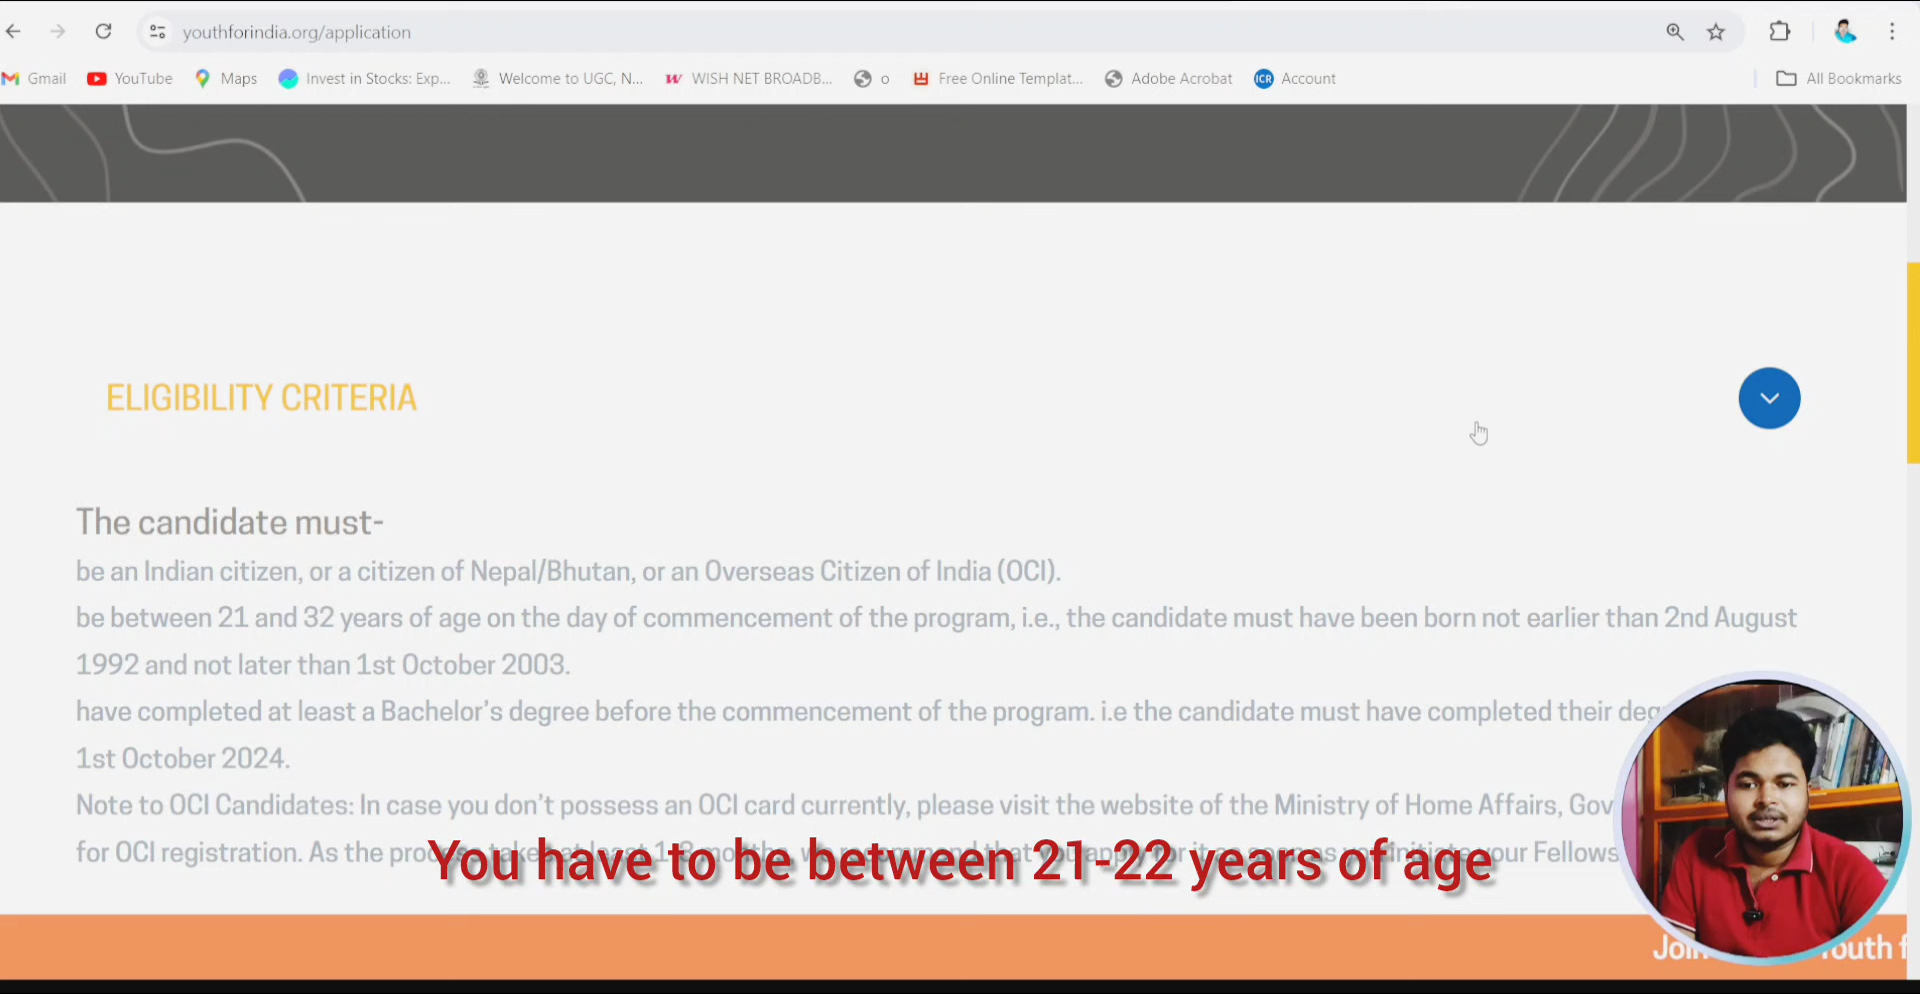 youthforindia.org/application
Gmail YouTube Maps Invest in Stocks: Exp... Welcome to UGC, N... W WISH NET BROADB... o Free Online Templat... Adobe Acrobat ICR Account All Bookmarks
ELIGIBILITY CRITERIA
The candidate must-
be an Indian citizen, or a citizen of Nepal/Bhutan, or an Overseas Citizen of India (OCI).
be between 21 and 32 years of age on the day of commencement of the program, i.e., the candidate must have been born not earlier than 2nd August
1992 and not later than 1st October 2003.
have completed at least a Bachelor's degree before the commencement of the program. i.e the candidate must have completed their
1st October 2024.
Note to OCI Candidates: In case you don't possess an OCI card currently, please visit the website of the Ministry of Home Affairs,
for OCI registration. As the
You have to be between 21-22 years of age